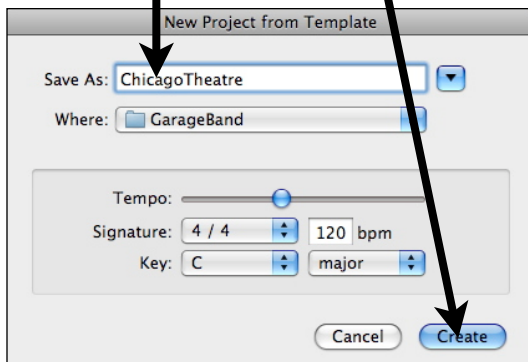 New Project from Template
Save As: ChicagoTheatre
Where: GarageBand
Tempo:
Signature: 4 / 4 120 bpm
Key: C major
Cancel Create